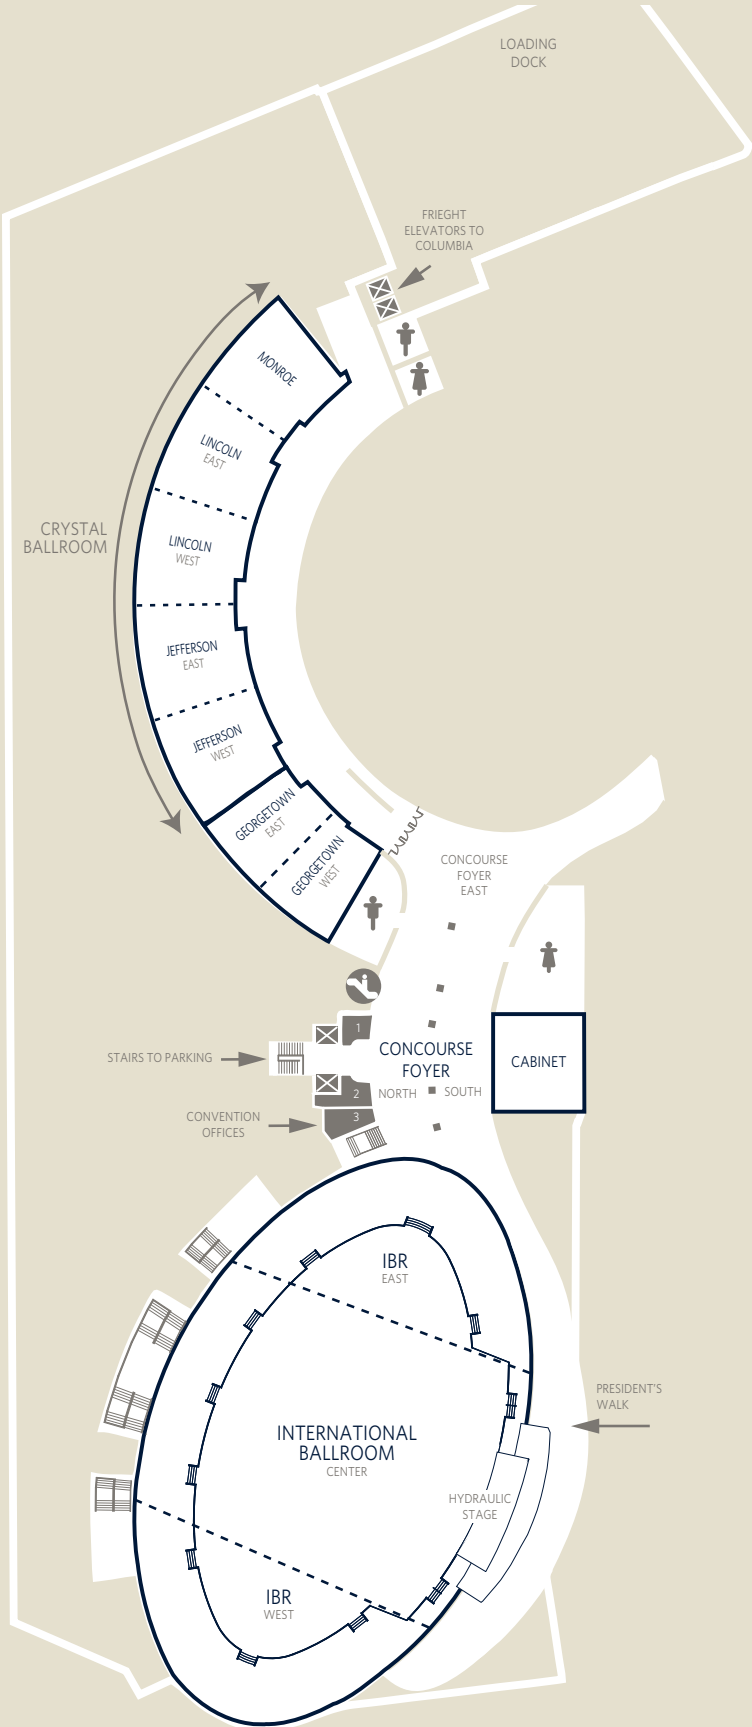 LOADING
DOCK
FRIEGHT
ELEVATORS TO
COLUMBIA
MONROE
LINCOLN
EAST
CRYSTAL
BALLROOM
LINCOLN
WEST
JEFFERSON
EAST
JEFFERSON
WEST
GEORGETOWN
EAST
GEORGETOWN
WEST
CONCOURSE
FOYER
EAST
1
STAIRS TO PARKING
CONCOURSE
FOYER
NORTH
SOUTH
CABINET
2
CONVENTION
OFFICES
3
IBR
EAST
PRESIDENT'S
WALK
INTERNATIONAL
BALLROOM
CENTER
HYDRAULIC
STAGE
IBR
WEST